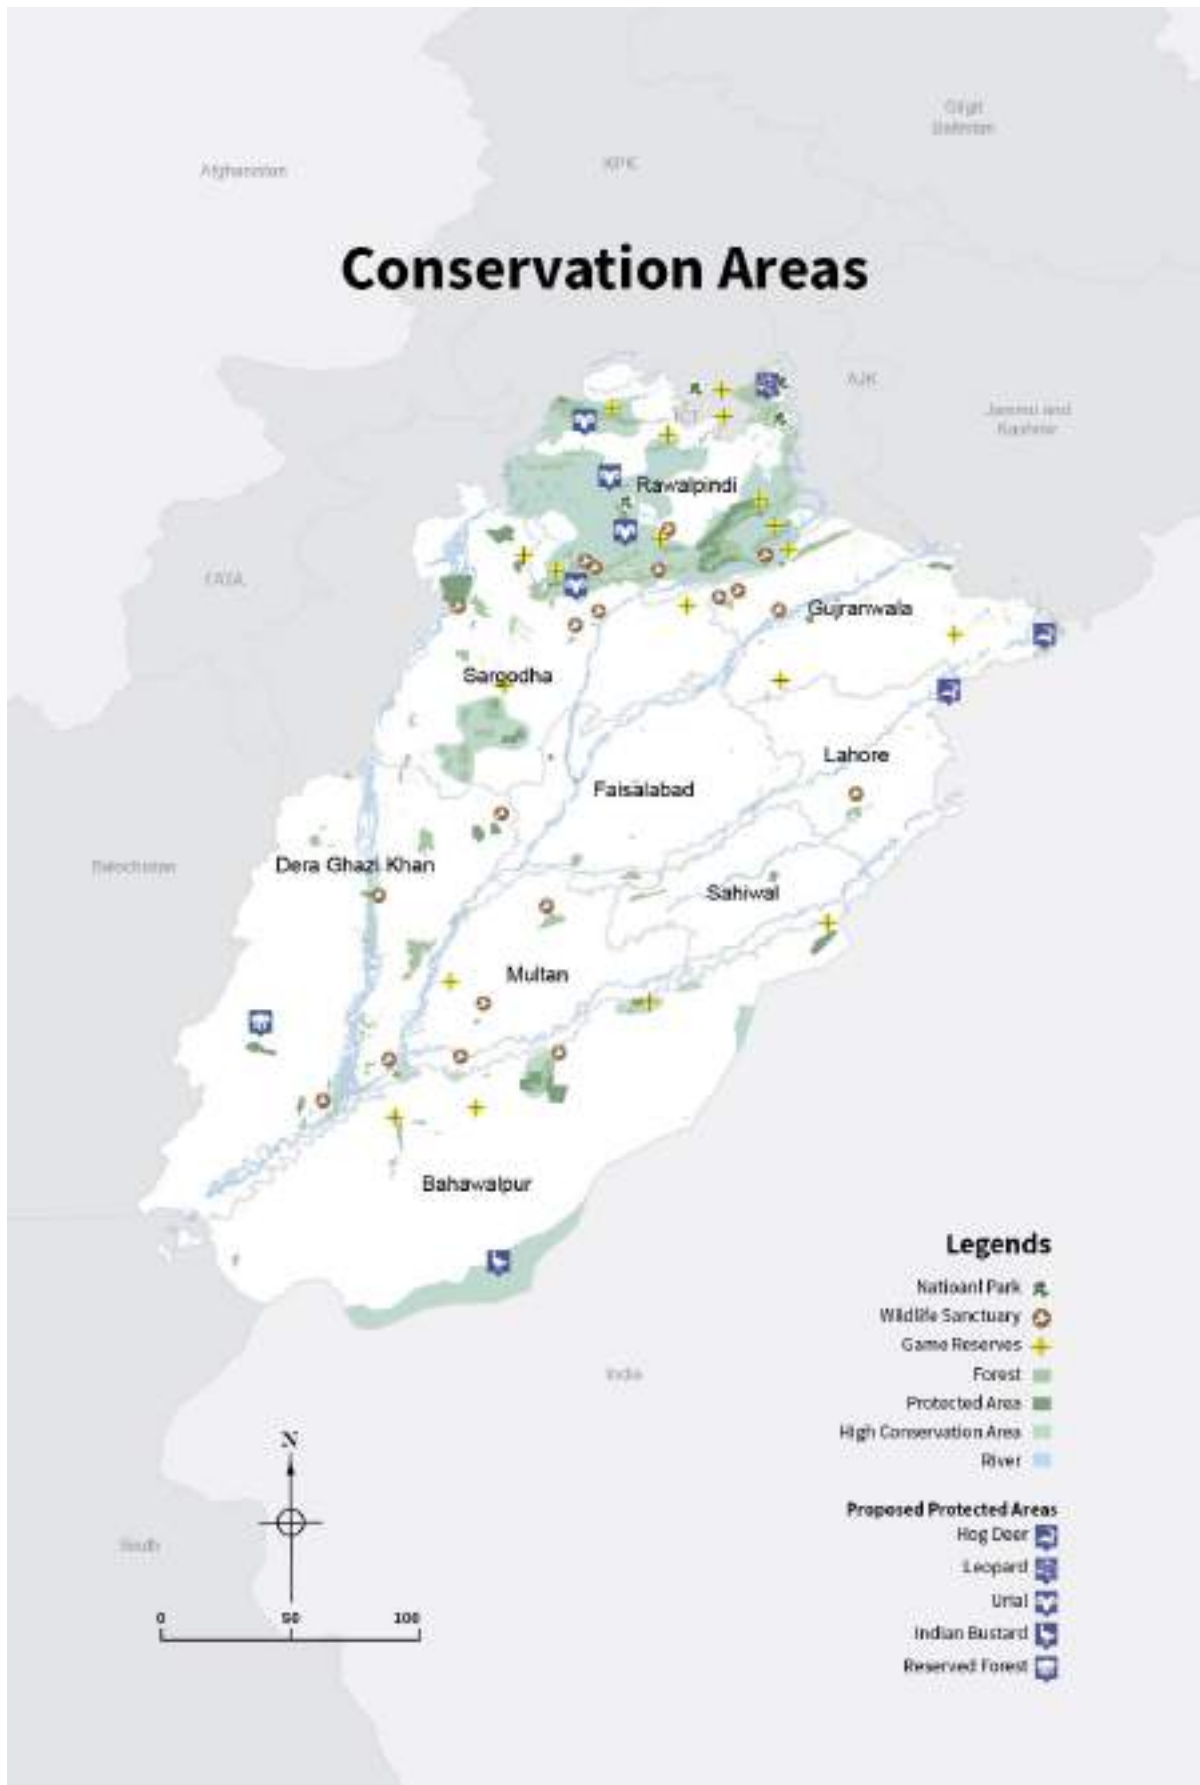 Gilgit
Baltistan
Afghanistan
KPK
Conservation Areas
AJK
Jammu and
Kashmir
ICT
Rawalpindi
FATA
Gujranwala
Sargodha
Lahore
Faisalabad
Dera Ghazi Khan
Balochistan
Sahiwal
Multan
Bahawalpur
Legends
Natioanl Park
Wildlife Sanctuary
Game Reserves
Forest
Protected Area
High Conservation Area
River
India
N
Proposed Protected Areas
Hog Deer
Leopard
Urial
Indian Bustard
Reserved Forest
0 50 100